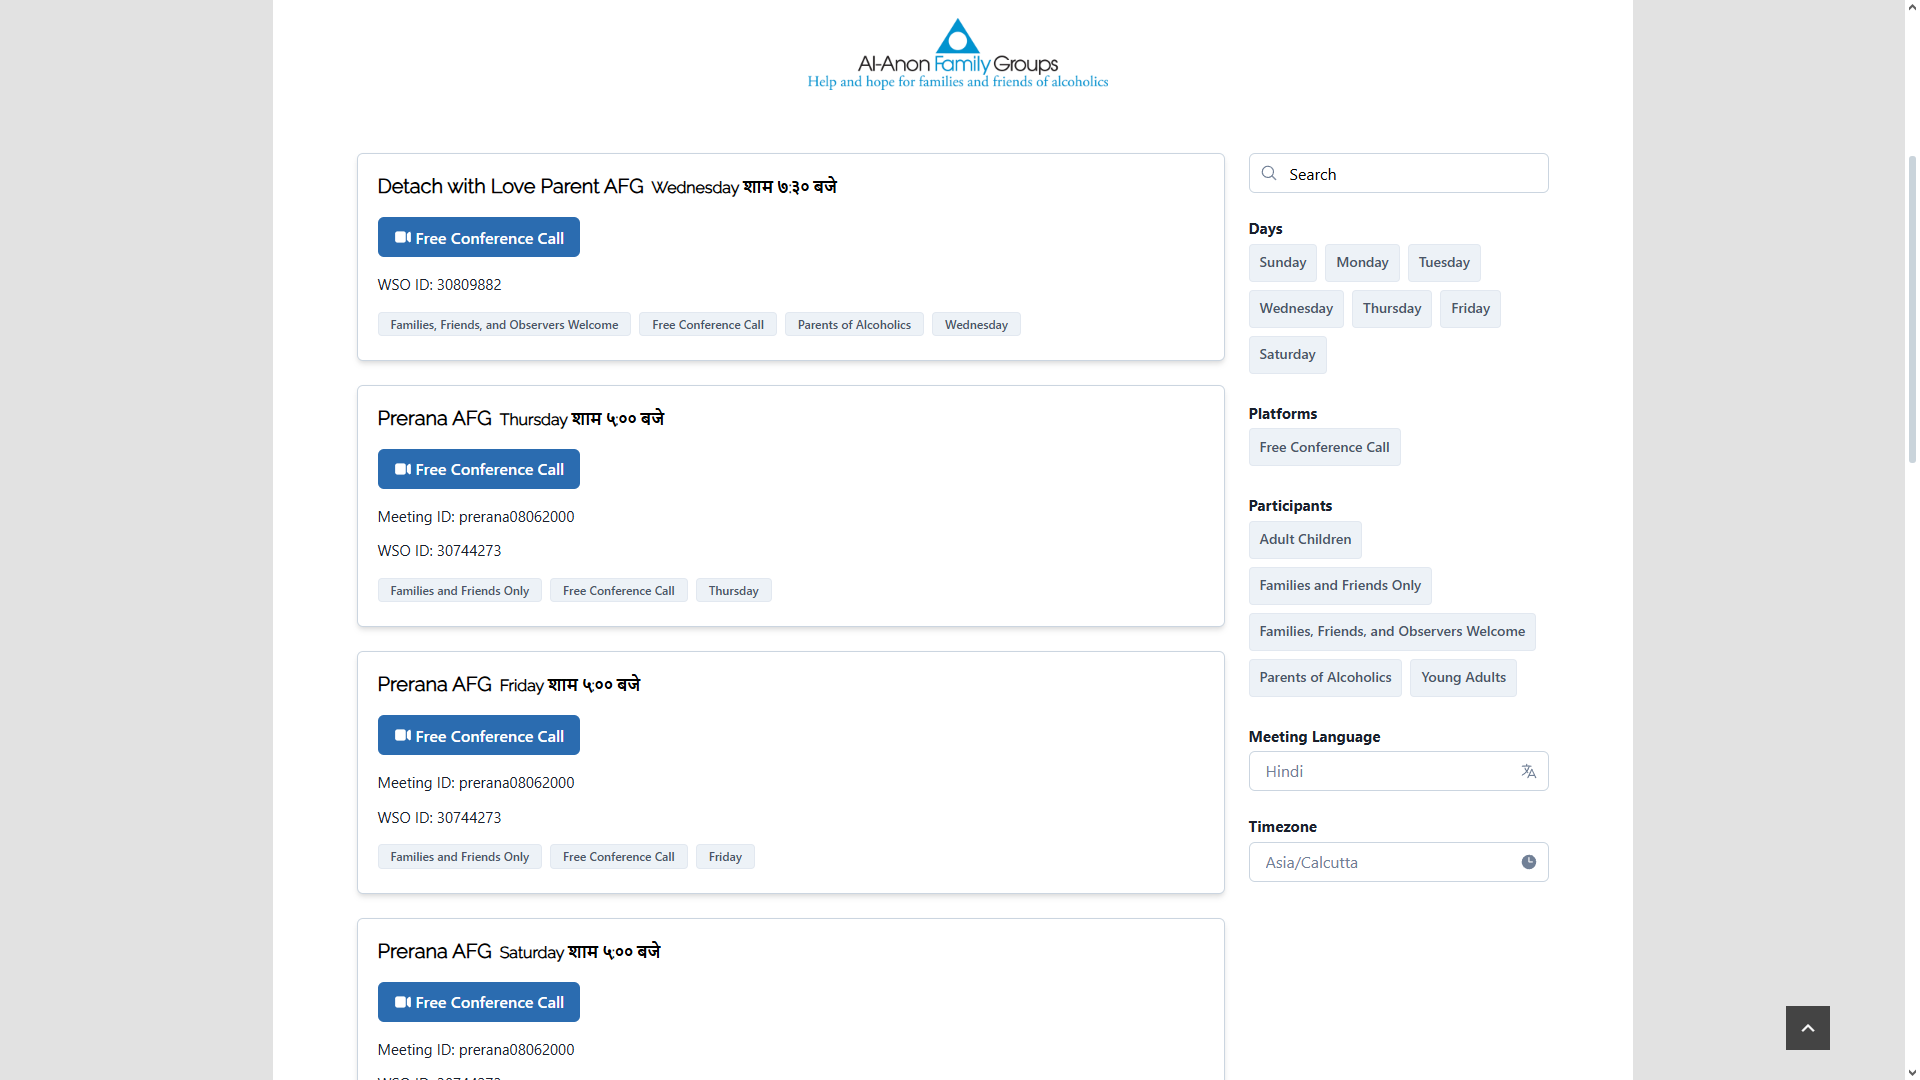 Al-Anon Family Groups
Help and hope for families and friends of alcoholics
Detach with Love Parent AFG Wednesday शाम ७:३० बजे
Free Conference Call
WSO ID: 30809882
Families, Friends, and Observers Welcome
Free Conference Call
Parents of Alcoholics
Wednesday
Prerana AFG Thursday शाम ५:०० बजे
Free Conference Call
Meeting ID: prerana08062000
WSO ID: 30744273
Families and Friends Only
Free Conference Call
Thursday
Prerana AFG Friday शाम ५:०० बजे
Free Conference Call
Meeting ID: prerana08062000
WSO ID: 30744273
Families and Friends Only
Free Conference Call
Friday
Prerana AFG Saturday शाम ५:०० बजे
Free Conference Call
Meeting ID: prerana08062000
Search
Days
Sunday
Monday
Tuesday
Wednesday
Thursday
Friday
Saturday
Platforms
Free Conference Call
Participants
Adult Children
Families and Friends Only
Families, Friends, and Observers Welcome
Parents of Alcoholics
Young Adults
Meeting Language
Hindi
Timezone
Asia/Calcutta